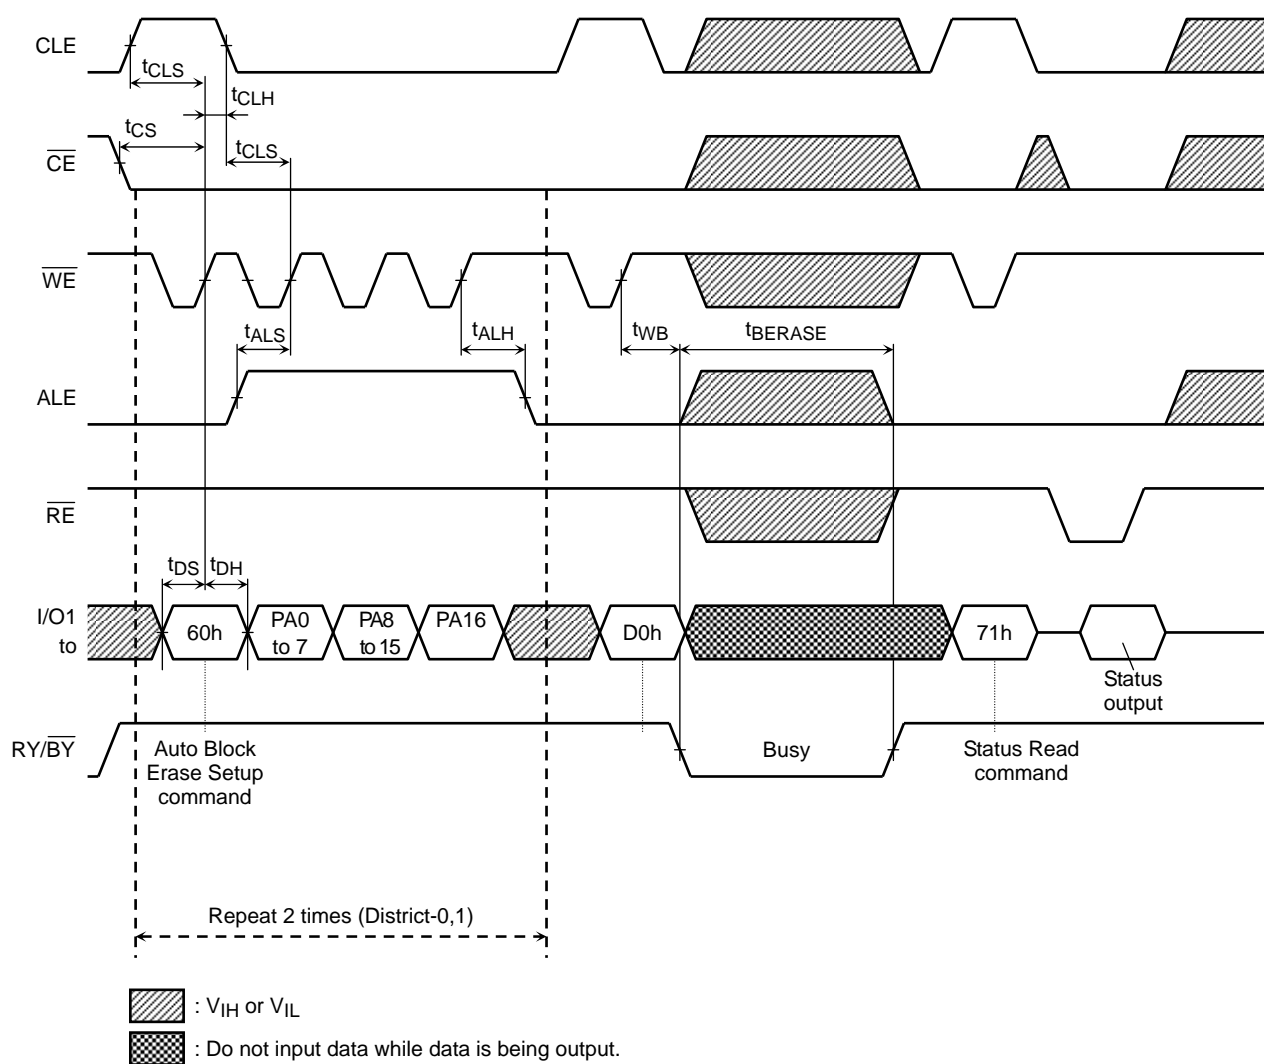 CLE
tCLS
tCLH
tCS
tCLS
CE
WE
tALS
tALH
tWB
tBERASE
ALE
RE
tDS
tDH
I/O1
to
60h
PA0
to 7
PA8
to 15
PA16
D0h
71h
Status
output
RY/BY
Auto Block
Erase Setup
command
Busy
Status Read
command
Repeat 2 times (District-0,1)
: VIH or VIL
: Do not input data while data is being output.